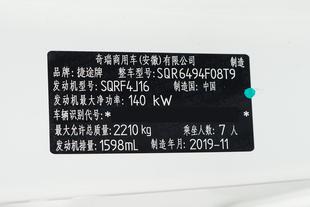 奇瑞商用车(安徽)有限公司 制造
品牌：捷途牌 整车型号：SQR6494F08T9
发动机型号：SQRF4J16 制造国：中国
发动机最大净功率：140 kW
车辆识别代号：* *
最大允许总质量：2210kg 乘坐人数：7 人
发动机排量：1598mL 制造年月：2019-11